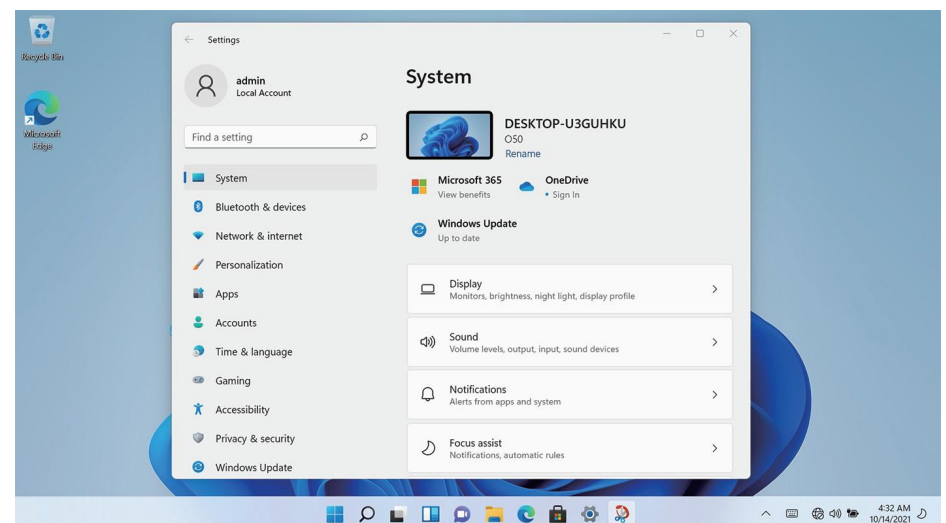 Recycle Bin
Microsoft
Edge
Settings
admin
Local Account
Find a setting
System
Bluetooth & devices
Network & internet
Personalization
Apps
Accounts
Time & language
Gaming
Accessibility
Privacy & security
Windows Update
System
DESKTOP-U3GUHKU
O50
Rename
Microsoft 365
View benefits
OneDrive
• Sign In
Windows Update
Up to date
Display
Monitors, brightness, night light, display profile
Sound
Volume levels, output, input, sound devices
Notifications
Alerts from apps and system
Focus assist
Notifications, automatic rules
4:32 AM
10/14/2021